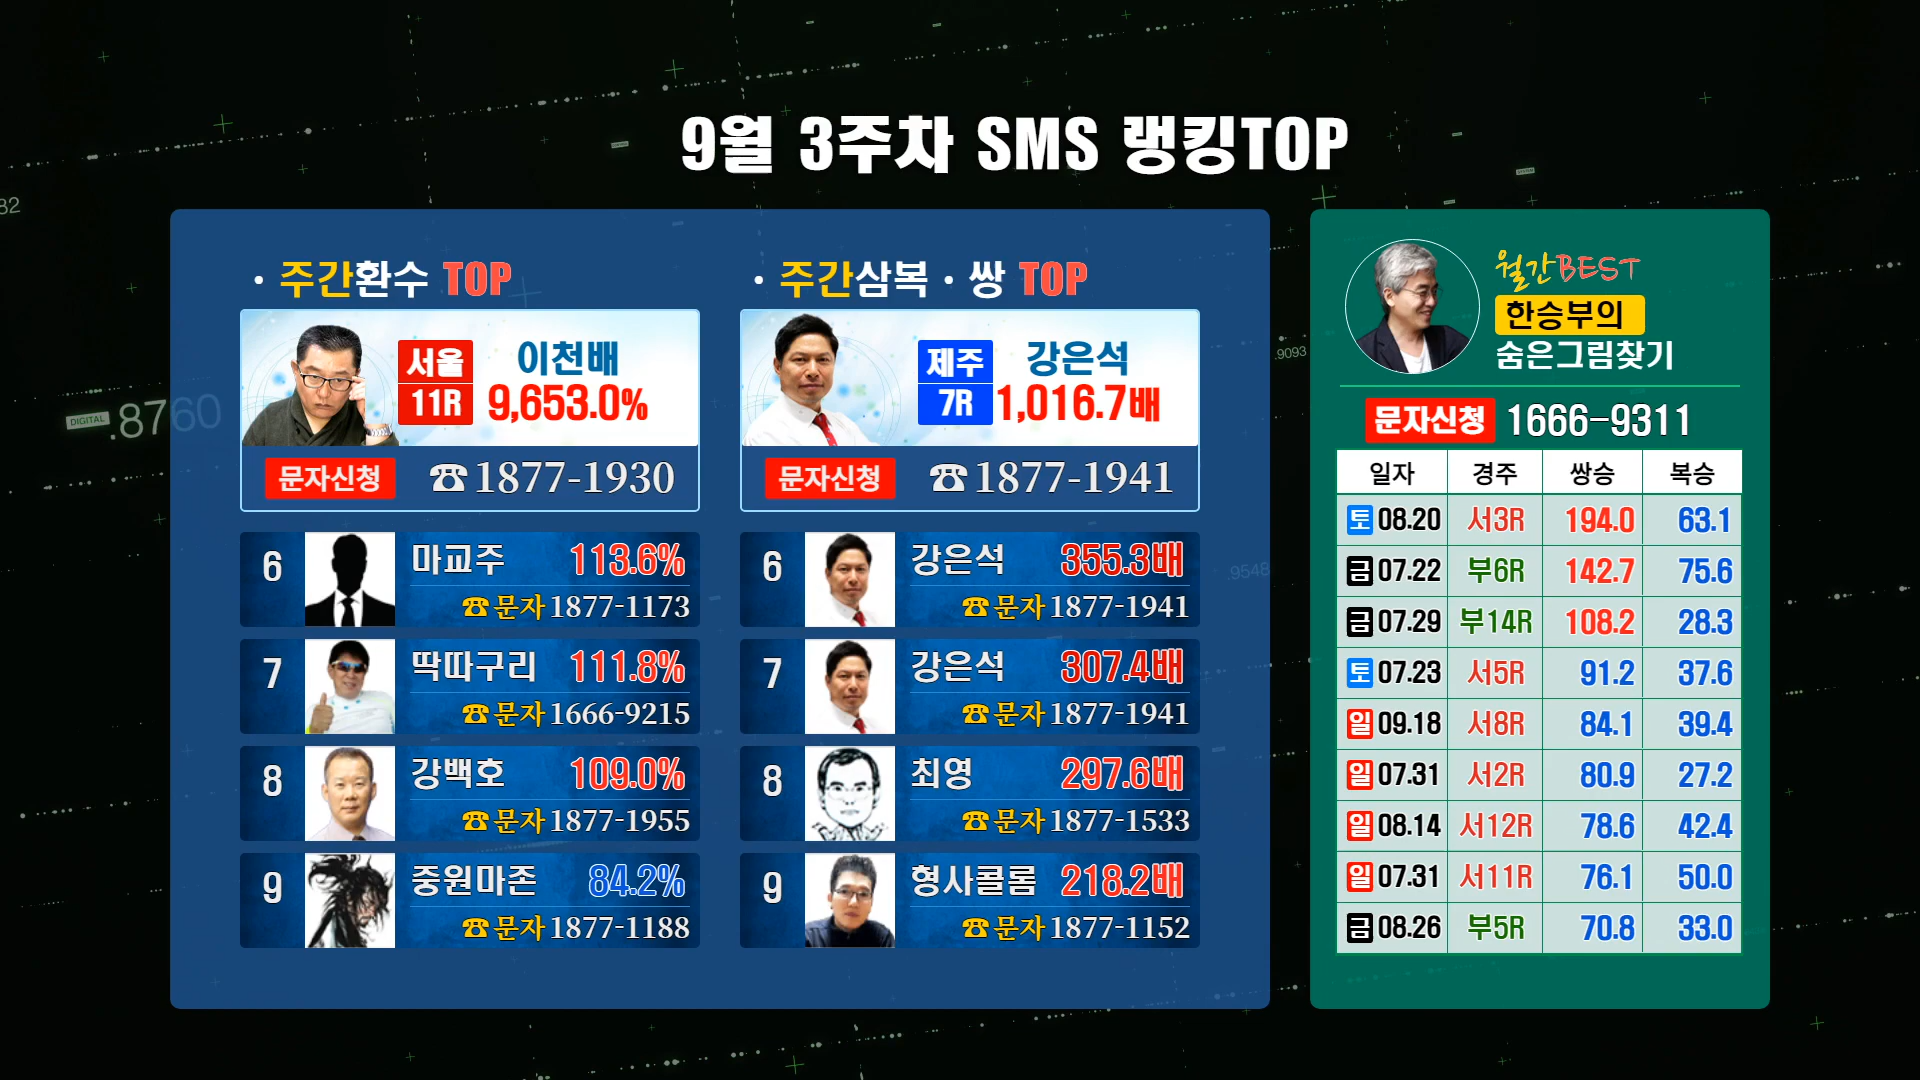 9월 3주차 SMS 랭킹TOP
· 주간환수 TOP
서울
11R
이천배
9,653.0%
문자신청 ☎1877-1930
6 마교주 113.6%
☎문자1877-1173
7 딱따구리 111.8%
☎문자1666-9215
8 강백호 109.0%
☎문자1877-1955
9 중원마존 84.2%
☎문자1877-1188
· 주간삼복 · 쌍 TOP
제주
7R
강은석
1,016.7배
문자신청 ☎1877-1941
6 강은석 355.3배
☎문자1877-1941
7 강은석 307.4배
☎문자1877-1941
8 최영 297.6배
☎문자1877-1533
9 형사콜롬 218.2배
☎문자1877-1152
월간BEST
한승부의
숨은그림찾기
문자신청 1666-9311
일자 경주 쌍승 복승
토 08.20 서3R 194.0 63.1
금 07.22 부6R 142.7 75.6
금 07.29 부14R 108.2 28.3
토 07.23 서5R 91.2 37.6
일 09.18 서8R 84.1 39.4
일 07.31 서2R 80.9 27.2
일 08.14 서12R 78.6 42.4
일 07.31 서11R 76.1 50.0
금 08.26 부5R 70.8 33.0
82
DIGITAL .8760
.9093
.9548